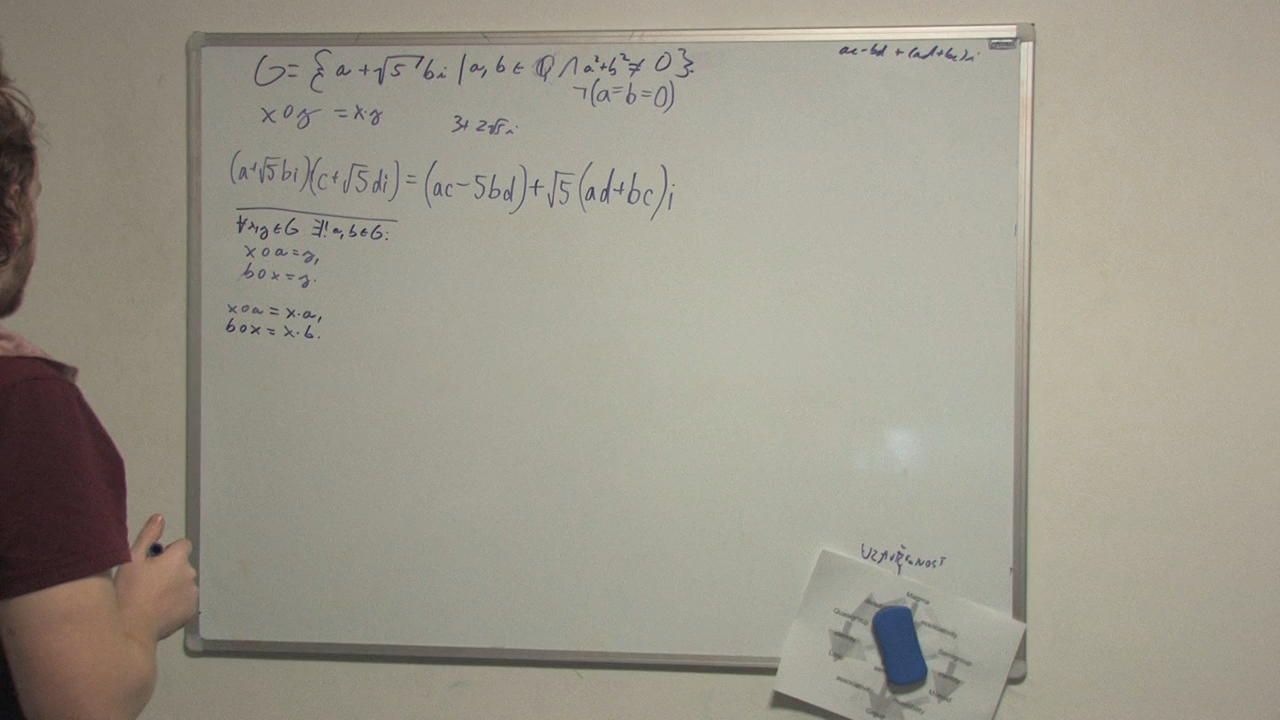 G = { a + √5 bi | a, b ∈ ℚ ∧ a² + b² ≠ 0 }.
ac - bd + (ad + bc)i
¬(a = b = 0)
x o y = x·y
3 + 2√5 i
(a+√5bi)(c+√5di) = (ac-5bd)+√5(ad+bc)i
∀x,y ∈ G ∃! a,b ∈ G:
x o a = y,
b o x = y.
x o a = x·a,
b o x = x·b.
UZAVŘENOST
Magma